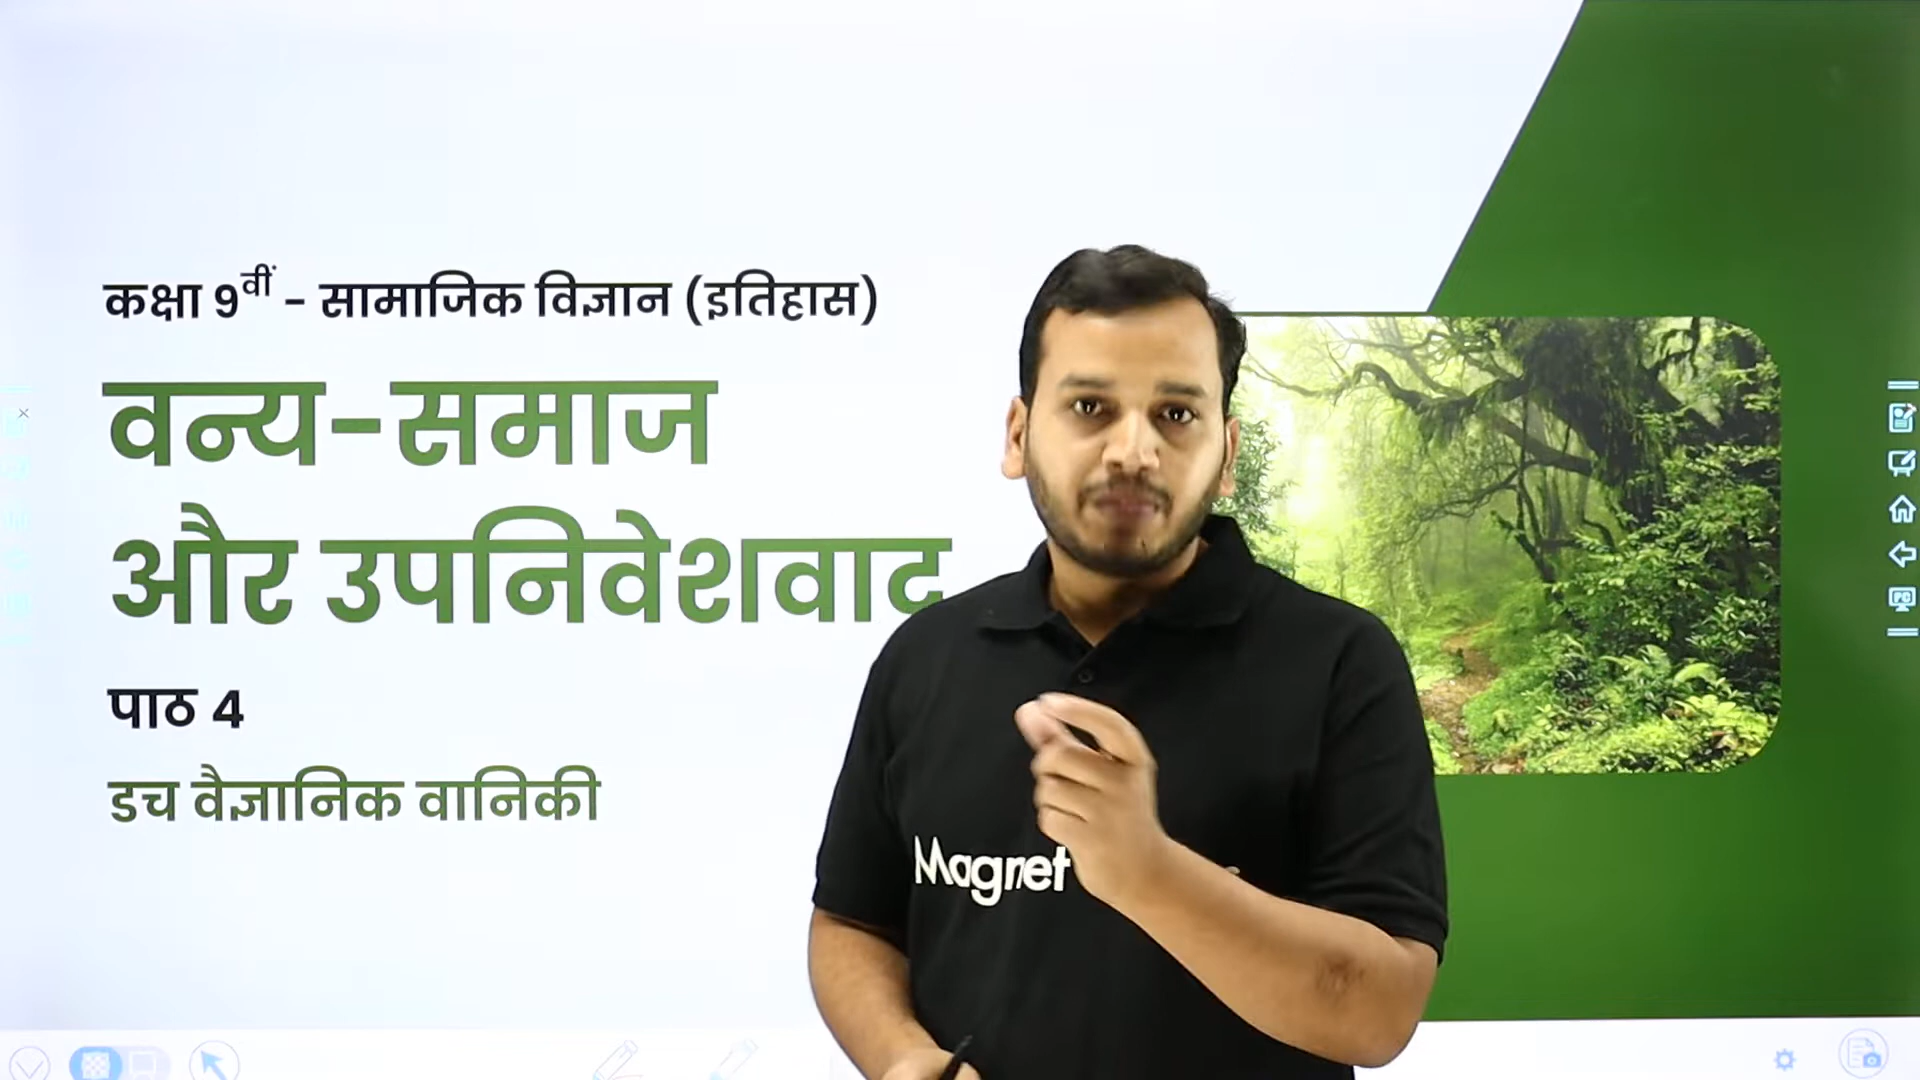 कक्षा 9वीं - सामाजिक विज्ञान (इतिहास)
वन्य-समाज
और उपनिवेशवाद
पाठ 4
डच वैज्ञानिक वानिकी
Magnet